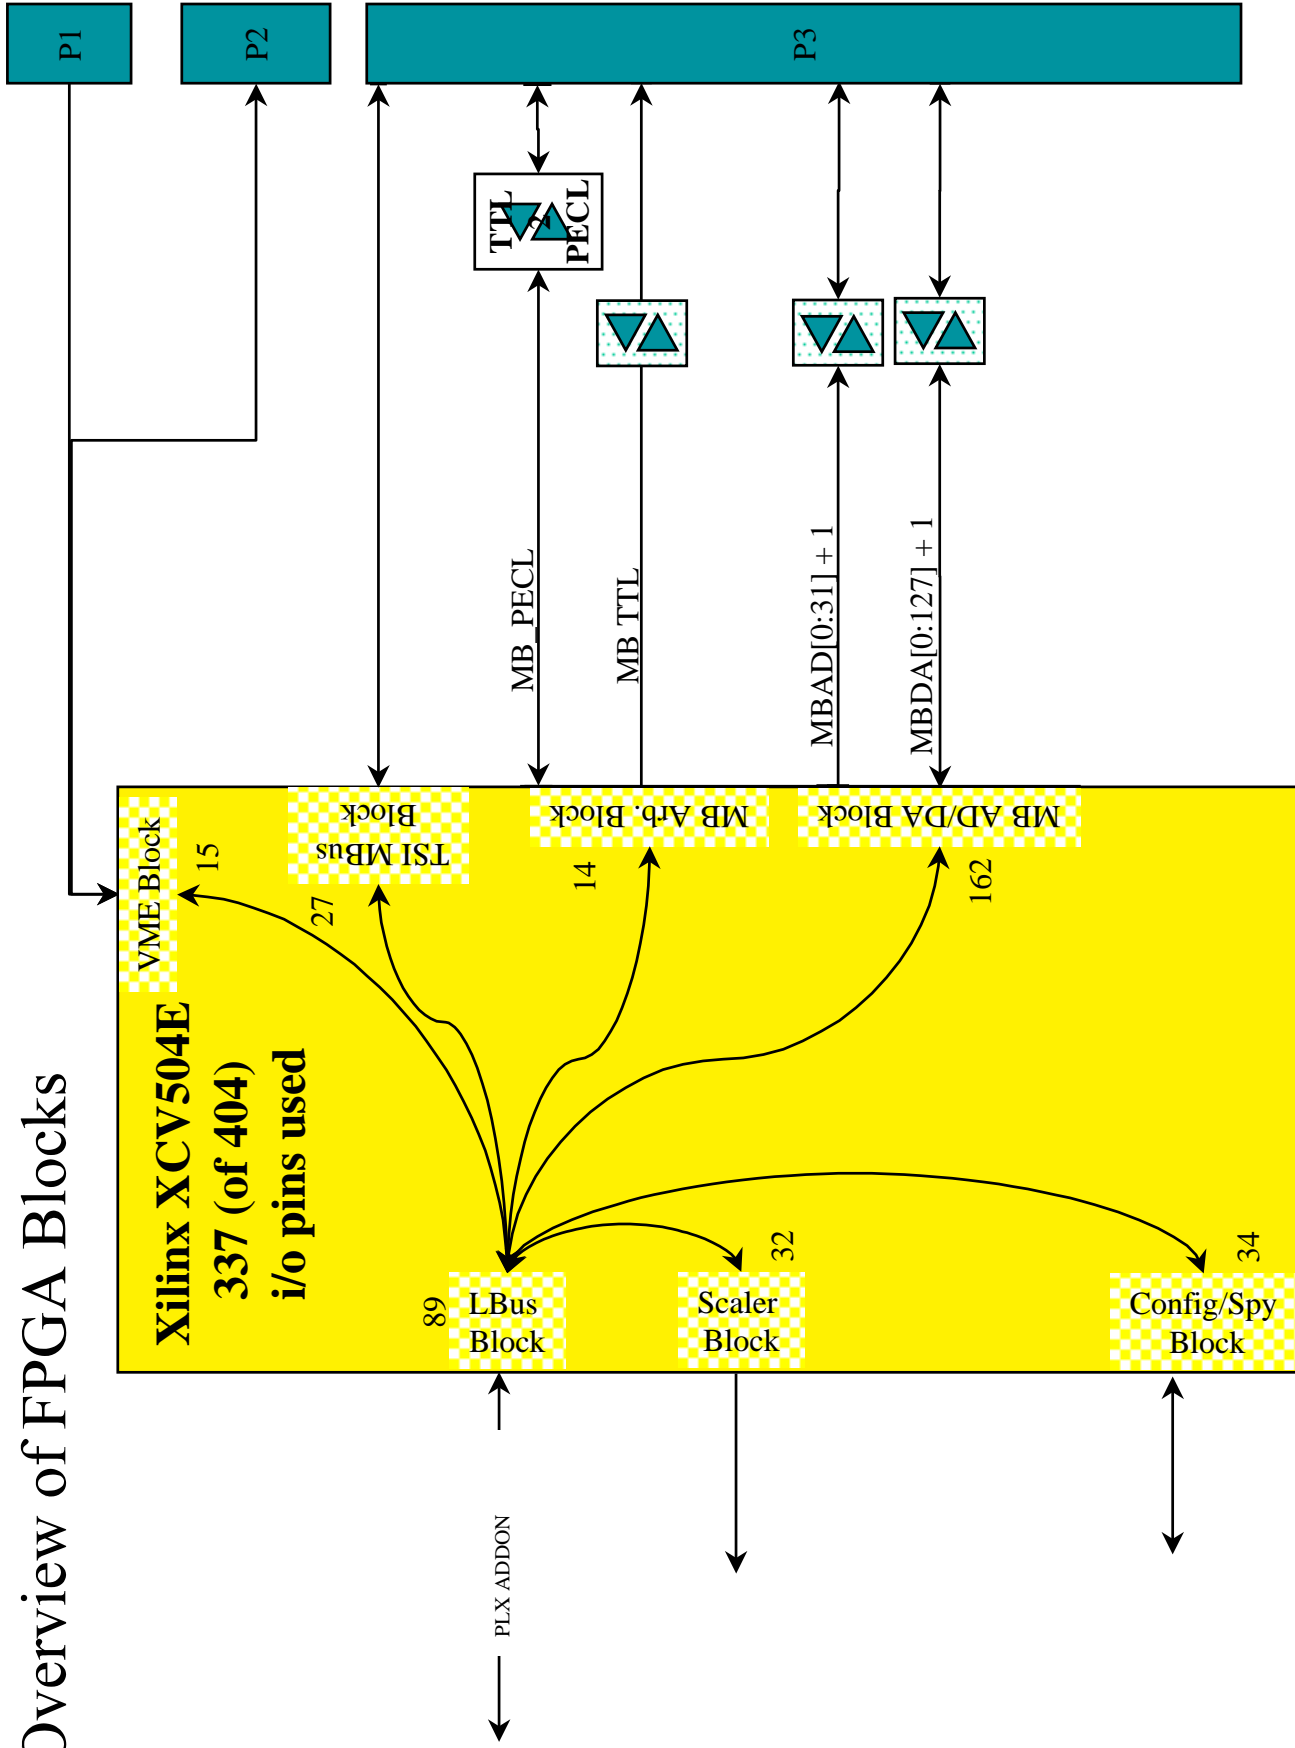 Overview of FPGA Blocks
P1
P2
P3
Xilinx XCV504E
337 (of 404)
i/o pins used
VME Block
15
TSI MBus
Block
27
MB Arb. Block
14
MB AD/DA Block
162
LBus
Block
89
Scaler
Block
32
Config/Spy
Block
34
PLX ADDON
MB_PECL
MB TTL
MBAD[0:31] + 1
MBDA[0:127] + 1
TTL
2
PECL